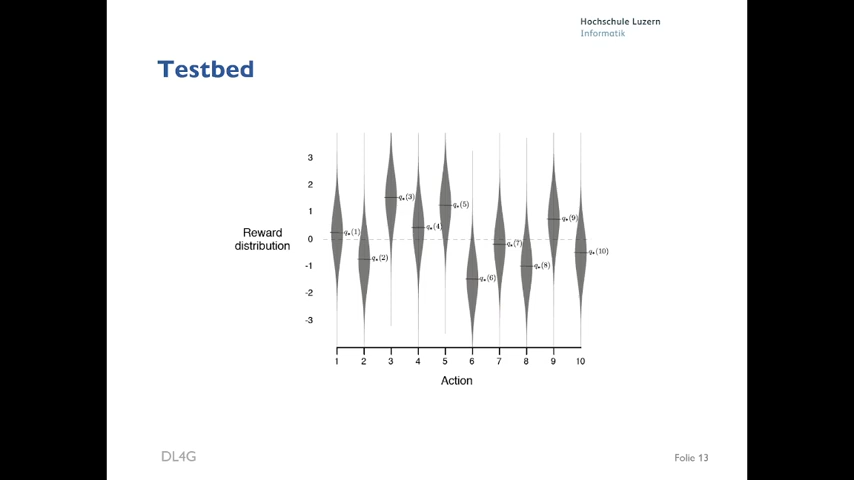 Hochschule Luzern
Informatik
Testbed
3
2
1
0
-1
-2
-3
Reward
distribution
q*(1)
q*(2)
q*(3)
q*(4)
q*(5)
q*(6)
q*(7)
q*(8)
q*(9)
q*(10)
1 2 3 4 5 6 7 8 9 10
Action
DL4G
Folie 13